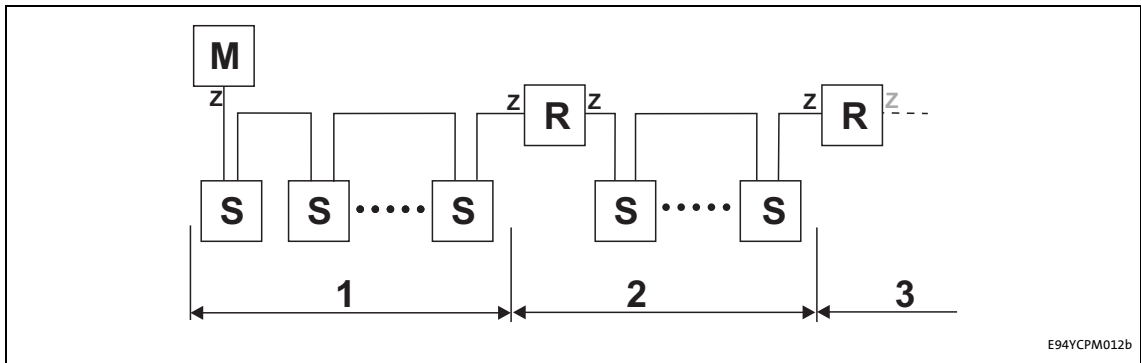 M
Z
Z R Z Z R Z
S S S S S
1 2 3
E94YCPM012b